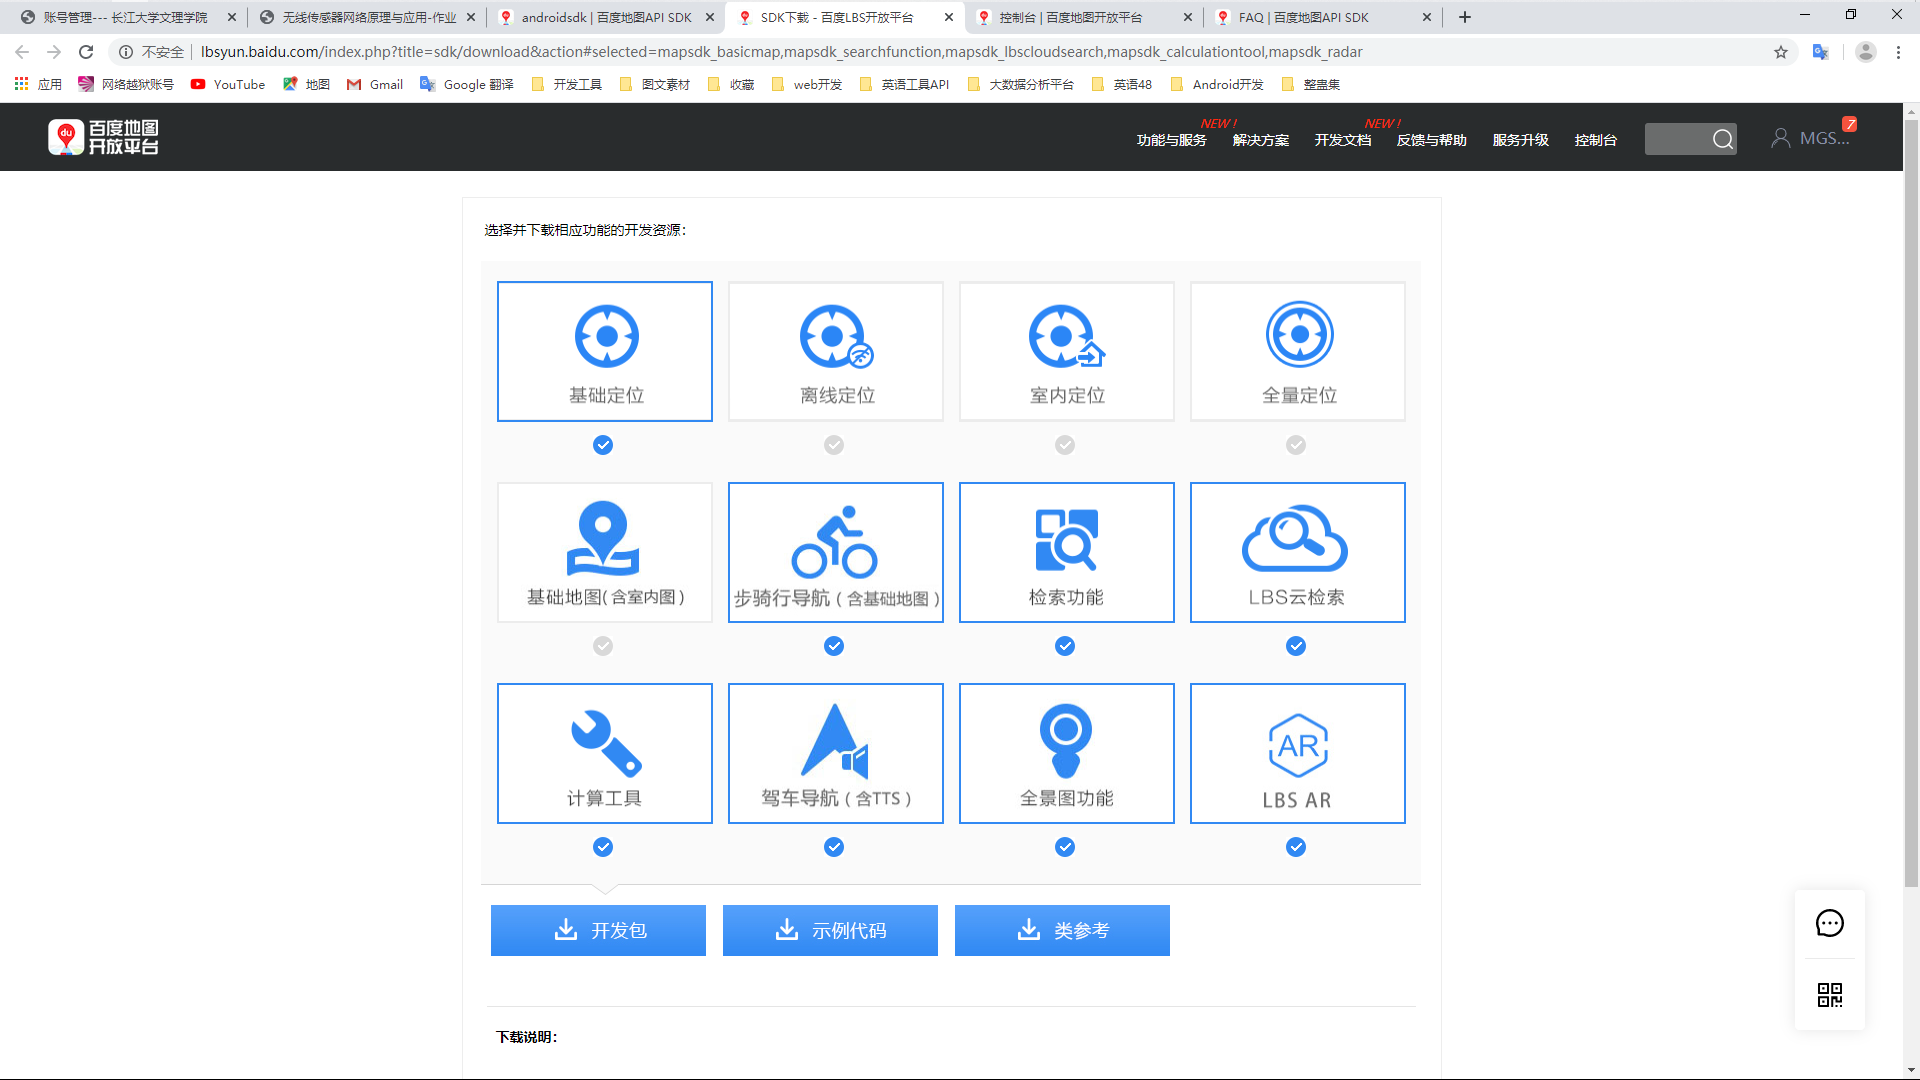 账号管理--- 长江大学文理学院
无线传感器网络原理与应用-作业
androidsdk | 百度地图API SDK
SDK下载 - 百度LBS开放平台
控制台 | 百度地图开放平台
FAQ | 百度地图API SDK
不安全
lbsyun.baidu.com/index.php?title=sdk/download&action#selected=mapsdk_basicmap,mapsdk_searchfunction,mapsdk_lbscloudsearch,mapsdk_calculationtool,mapsdk_radar
应用 网络越狱账号 YouTube 地图 Gmail Google 翻译 开发工具 图文素材 收藏 web开发 英语工具API 大数据分析平台 英语48 Android开发 整蛊集
du 百度地图
开放平台
NEW! NEW! 7
功能与服务 解决方案 开发文档 反馈与帮助 服务升级 控制台 MGS...
选择并下载相应功能的开发资源：
基础定位 离线定位 室内定位 全量定位
基础地图(含室内图) 步骑行导航(含基础地图) 检索功能 LBS云检索
AR
计算工具 驾车导航(含TTS) 全景图功能 LBS AR
开发包 示例代码 类参考
下载说明：